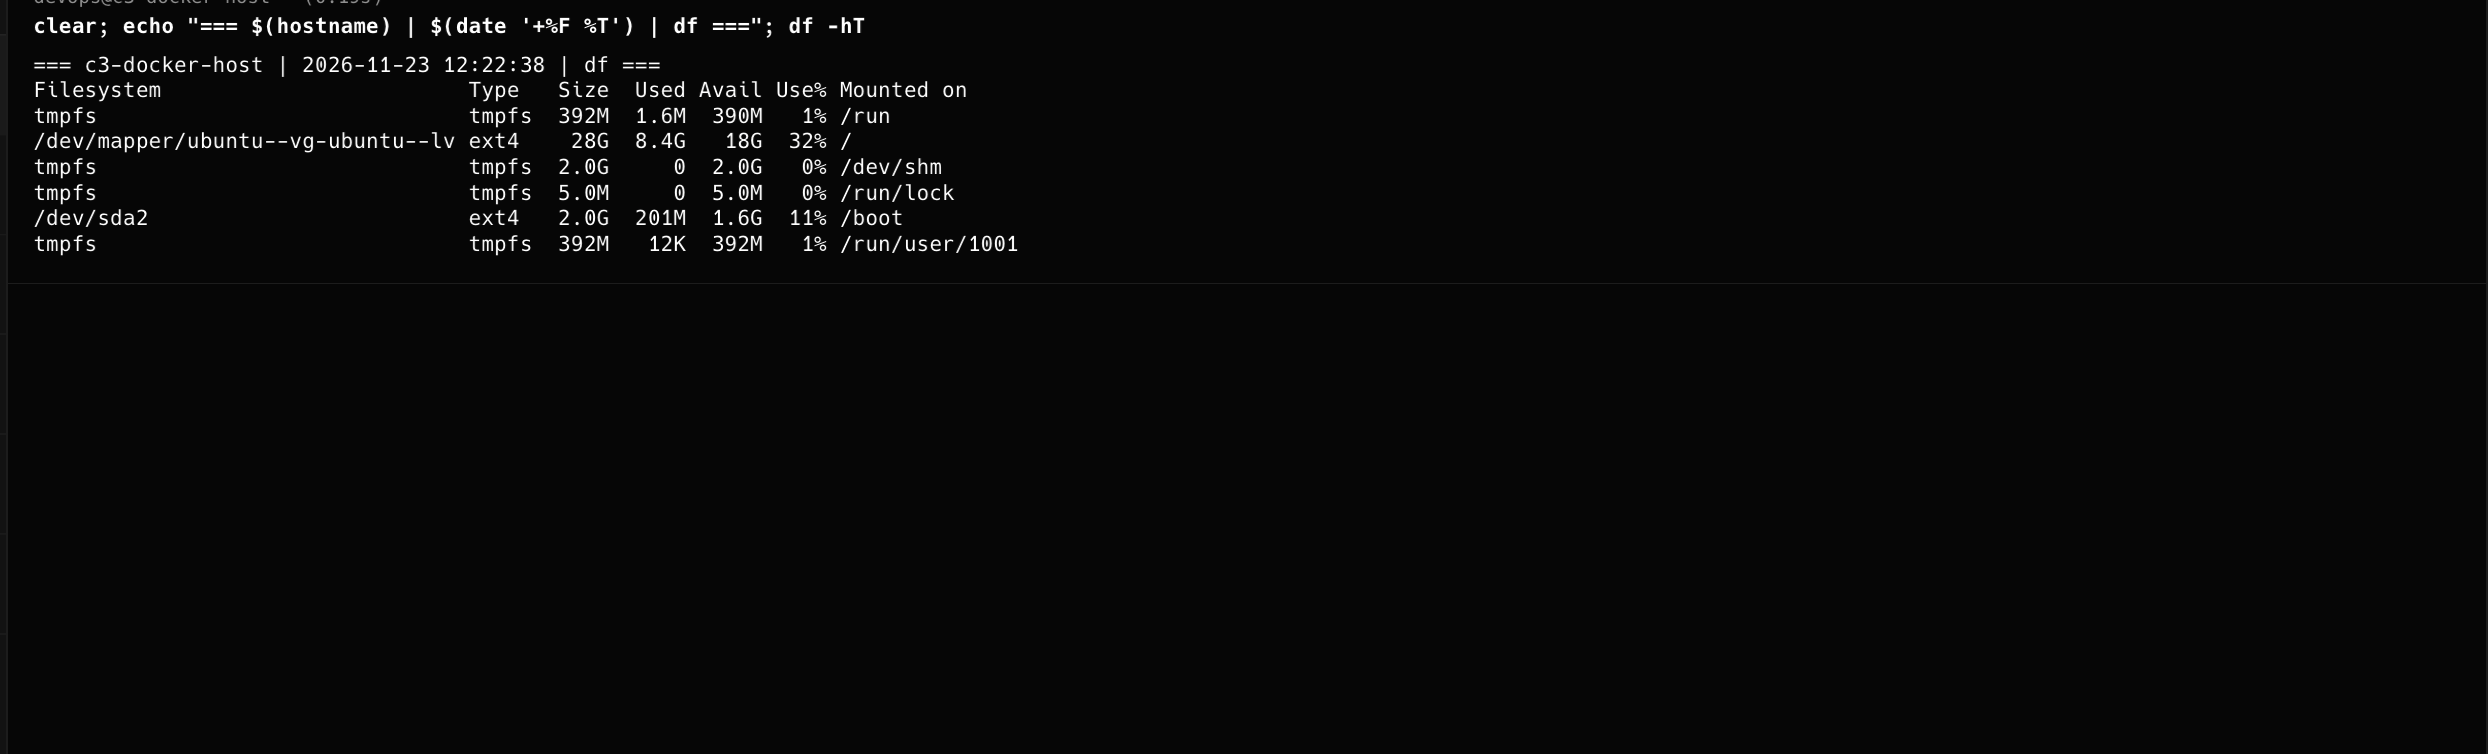 clear; echo "=== $(hostname) | $(date '+%F %T') | df ==="; df -hT
=== c3-docker-host | 2026-11-23 12:22:38 | df ===
Filesystem                        Type   Size  Used Avail Use% Mounted on
tmpfs                             tmpfs  392M  1.6M  390M   1% /run
/dev/mapper/ubuntu--vg-ubuntu--lv ext4    28G  8.4G   18G  32% /
tmpfs                             tmpfs  2.0G     0  2.0G   0% /dev/shm
tmpfs                             tmpfs  5.0M     0  5.0M   0% /run/lock
/dev/sda2                         ext4   2.0G  201M  1.6G  11% /boot
tmpfs                             tmpfs  392M   12K  392M   1% /run/user/1001